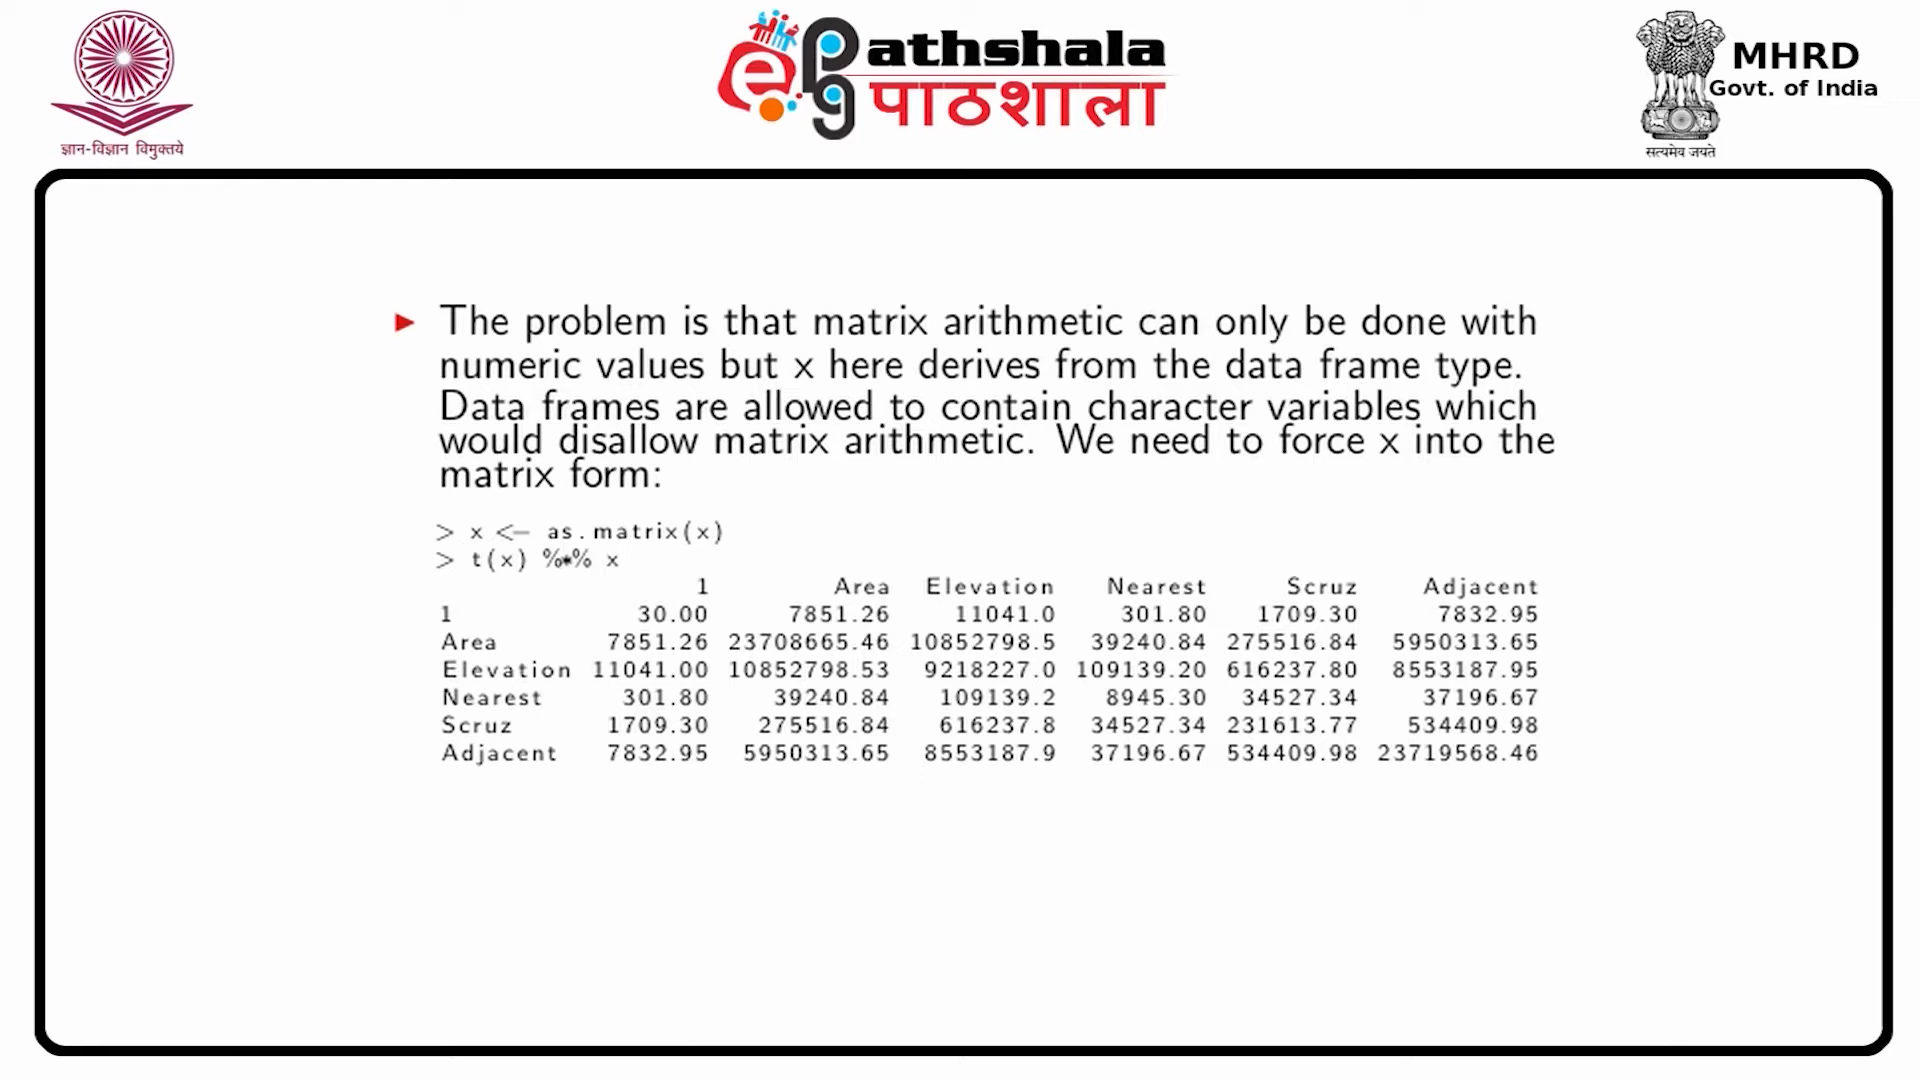 ज्ञान-विज्ञान विमुक्तये
e pg athshala
पाठशाला
MHRD
Govt. of India
सत्यमेव जयते
The problem is that matrix arithmetic can only be done with
numeric values but x here derives from the data frame type.
Data frames are allowed to contain character variables which
would disallow matrix arithmetic. We need to force x into the
matrix form:
> x <- as.matrix(x)
> t(x) %*% x
1 Area Elevation Nearest Scruz Adjacent
1 30.00 7851.26 11041.0 301.80 1709.30 7832.95
Area 7851.26 23708665.46 10852798.5 39240.84 275516.84 5950313.65
Elevation 11041.00 10852798.53 9218227.0 109139.20 616237.80 8553187.95
Nearest 301.80 39240.84 109139.2 8945.30 34527.34 37196.67
Scruz 1709.30 275516.84 616237.8 34527.34 231613.77 534409.98
Adjacent 7832.95 5950313.65 8553187.9 37196.67 534409.98 23719568.46